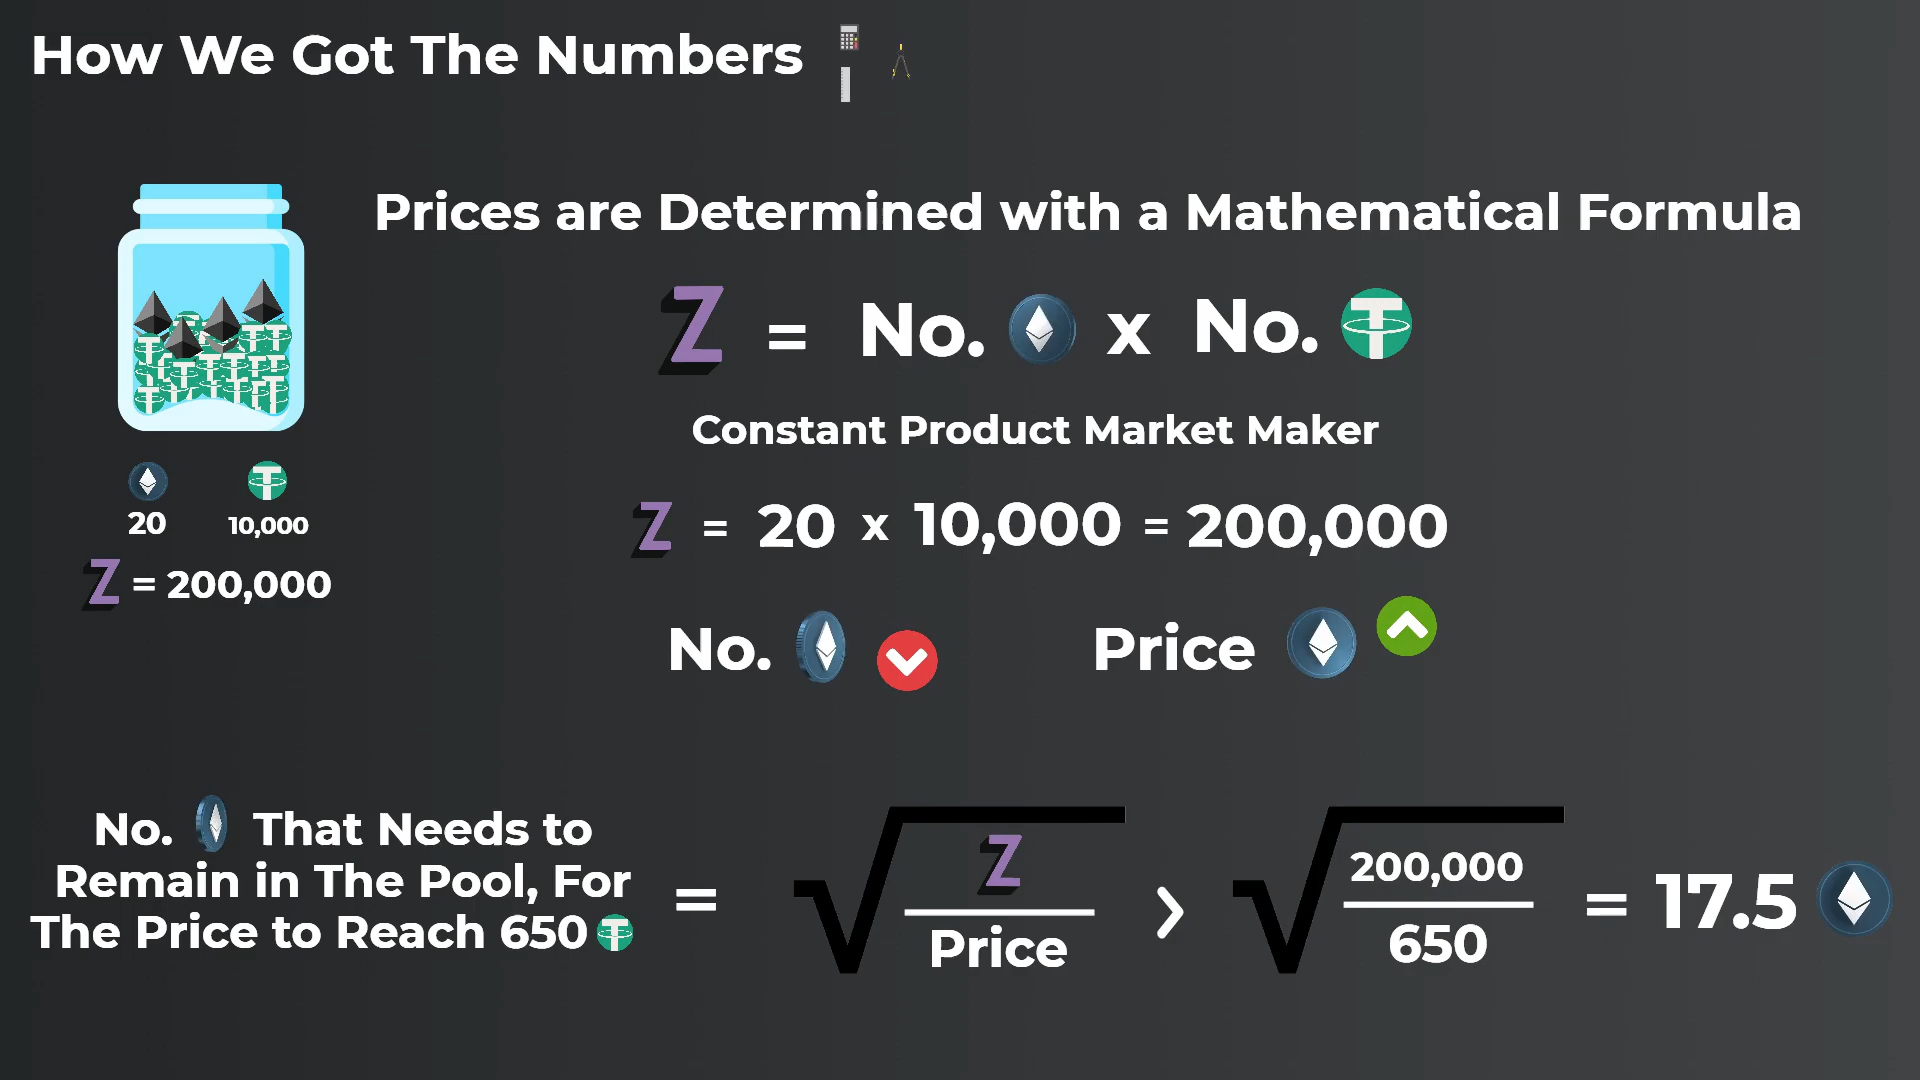 How We Got The Numbers
Prices are Determined with a Mathematical Formula
Z = No. x No.
Constant Product Market Maker
20 10,000
Z = 20 x 10,000 = 200,000
Z = 200,000
No. Price
No. That Needs to
Remain in The Pool, For
The Price to Reach 650
=
Z
Price
›
200,000
650
= 17.5